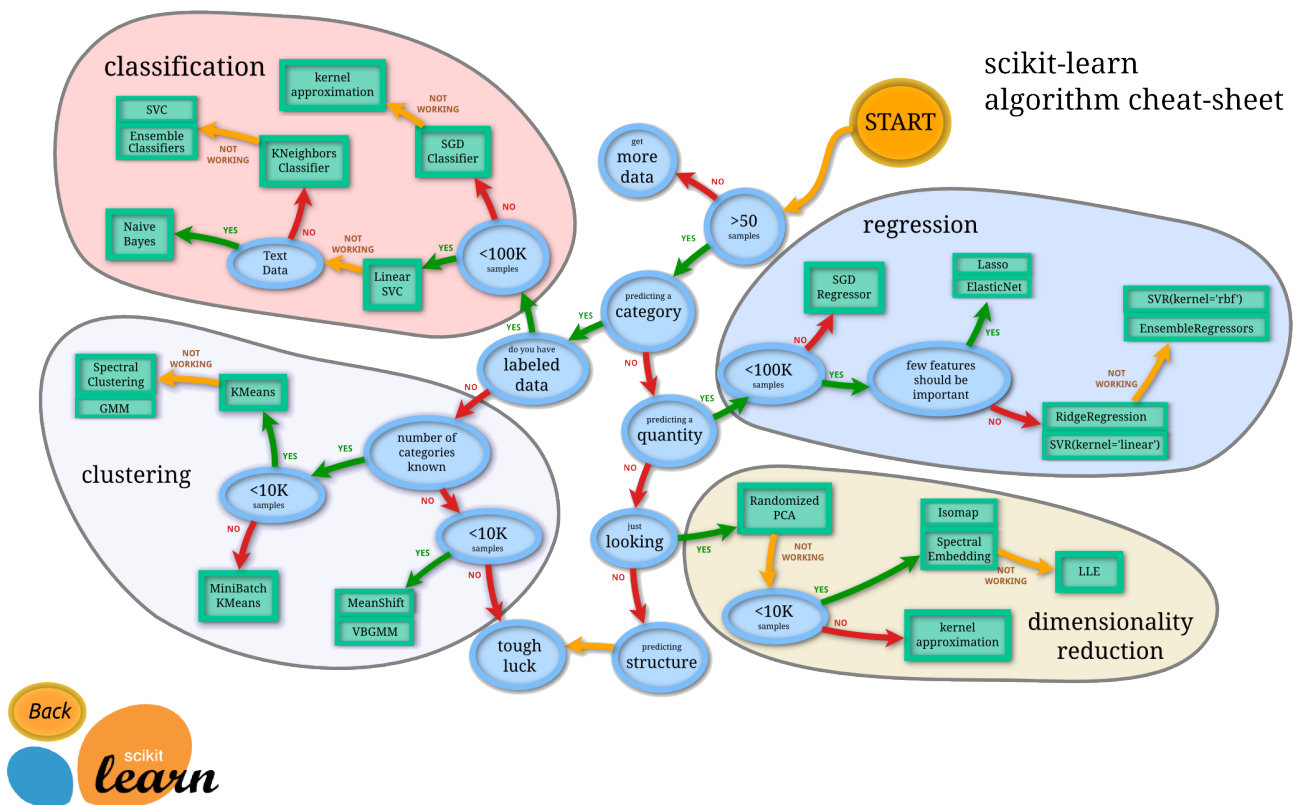 scikit-learn
algorithm cheat-sheet
START
get
more
data
NO
>50
samples
YES
predicting a
category
YES
NO
do you have
labeled
data
YES
NO
predicting a
quantity
YES
NO
just
looking
YES
NO
predicting
structure
tough
luck
classification
kernel
approximation
NOT
WORKING
SGD
Classifier
NO
<100K
samples
YES
Linear
SVC
NOT
WORKING
Text
Data
YES
Naive
Bayes
NO
KNeighbors
Classifier
NOT
WORKING
SVC
Ensemble
Classifiers
regression
<100K
samples
NO
SGD
Regressor
YES
few features
should be
important
YES
Lasso
ElasticNet
NO
RidgeRegression
SVR(kernel='linear')
NOT
WORKING
SVR(kernel='rbf')
EnsembleRegressors
clustering
number of
categories
known
YES
NO
<10K
samples
YES
KMeans
NOT
WORKING
Spectral
Clustering
GMM
NO
MiniBatch
KMeans
<10K
samples
YES
MeanShift
VBGMM
NO
dimensionality
reduction
Randomized
PCA
NOT
WORKING
<10K
samples
YES
Isomap
Spectral
Embedding
NOT
WORKING
LLE
NO
kernel
approximation
Back
scikit
learn